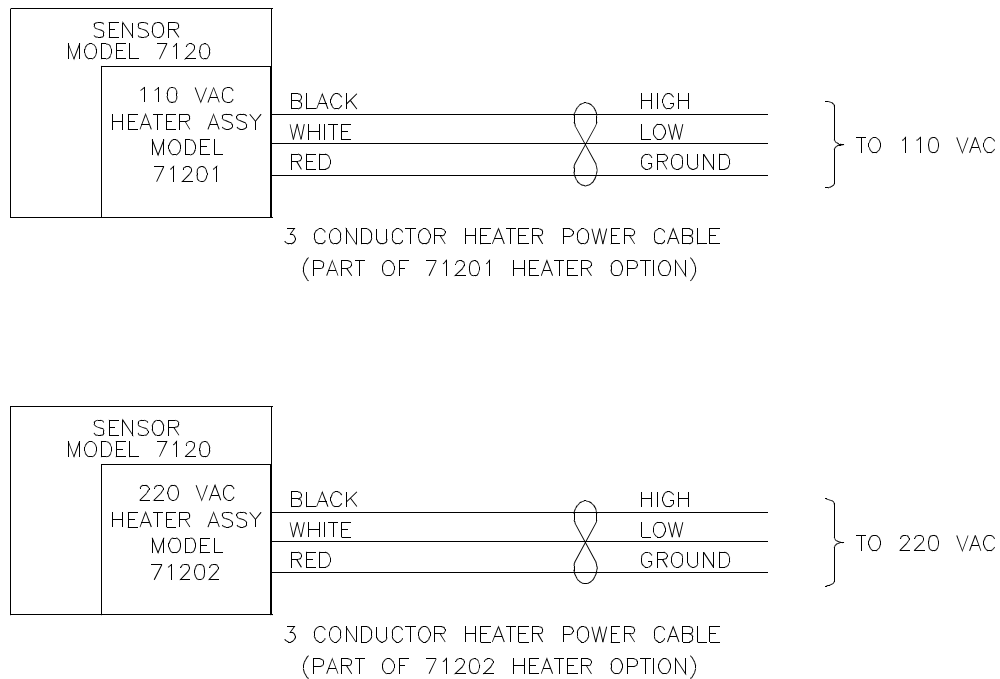 SENSOR
MODEL 7120
110 VAC
HEATER ASSY
MODEL
71201
BLACK
WHITE
RED
HIGH
LOW
GROUND
TO 110 VAC
3 CONDUCTOR HEATER POWER CABLE
(PART OF 71201 HEATER OPTION)
SENSOR
MODEL 7120
220 VAC
HEATER ASSY
MODEL
71202
BLACK
WHITE
RED
HIGH
LOW
GROUND
TO 220 VAC
3 CONDUCTOR HEATER POWER CABLE
(PART OF 71202 HEATER OPTION)